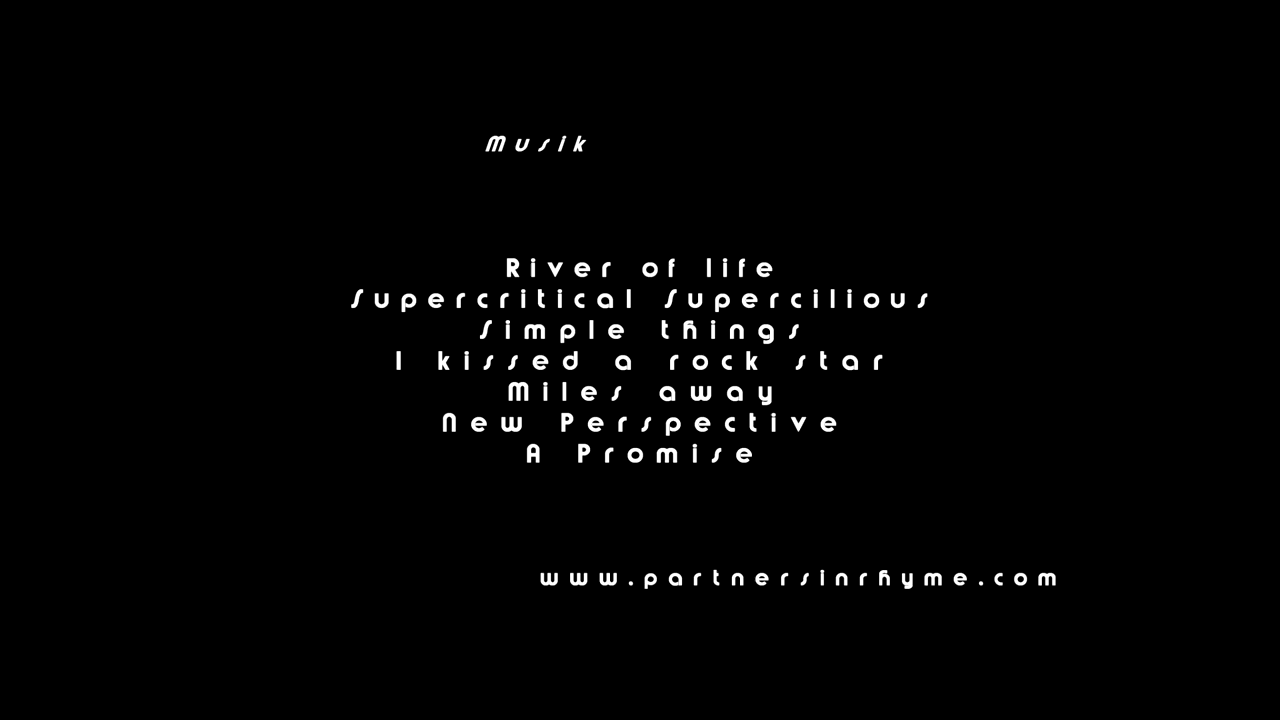 Musik
River of life
Supercritical Supercilious
Simple things
I kissed a rock star
Miles away
New Perspective
A Promise
www.partnersinrhyme.com